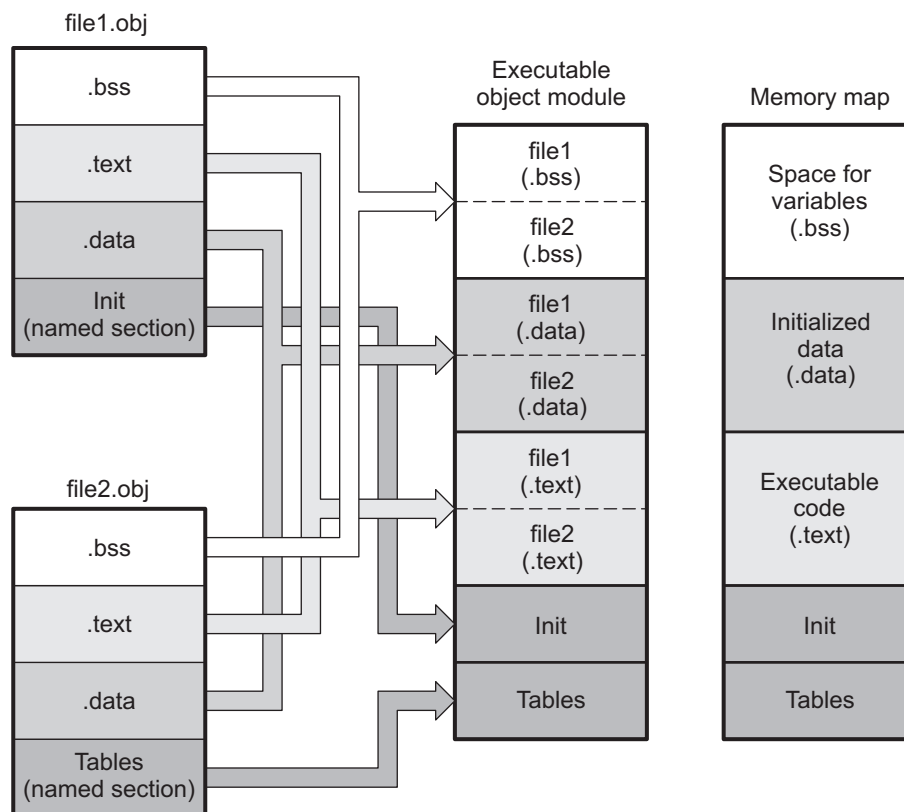 file1.obj
.bss
.text
.data
Init
(named section)
file2.obj
.bss
.text
.data
Tables
(named section)
Executable
object module
file1
(.bss)
file2
(.bss)
file1
(.data)
file2
(.data)
file1
(.text)
file2
(.text)
Init
Tables
Memory map
Space for
variables
(.bss)
Initialized
data
(.data)
Executable
code
(.text)
Init
Tables